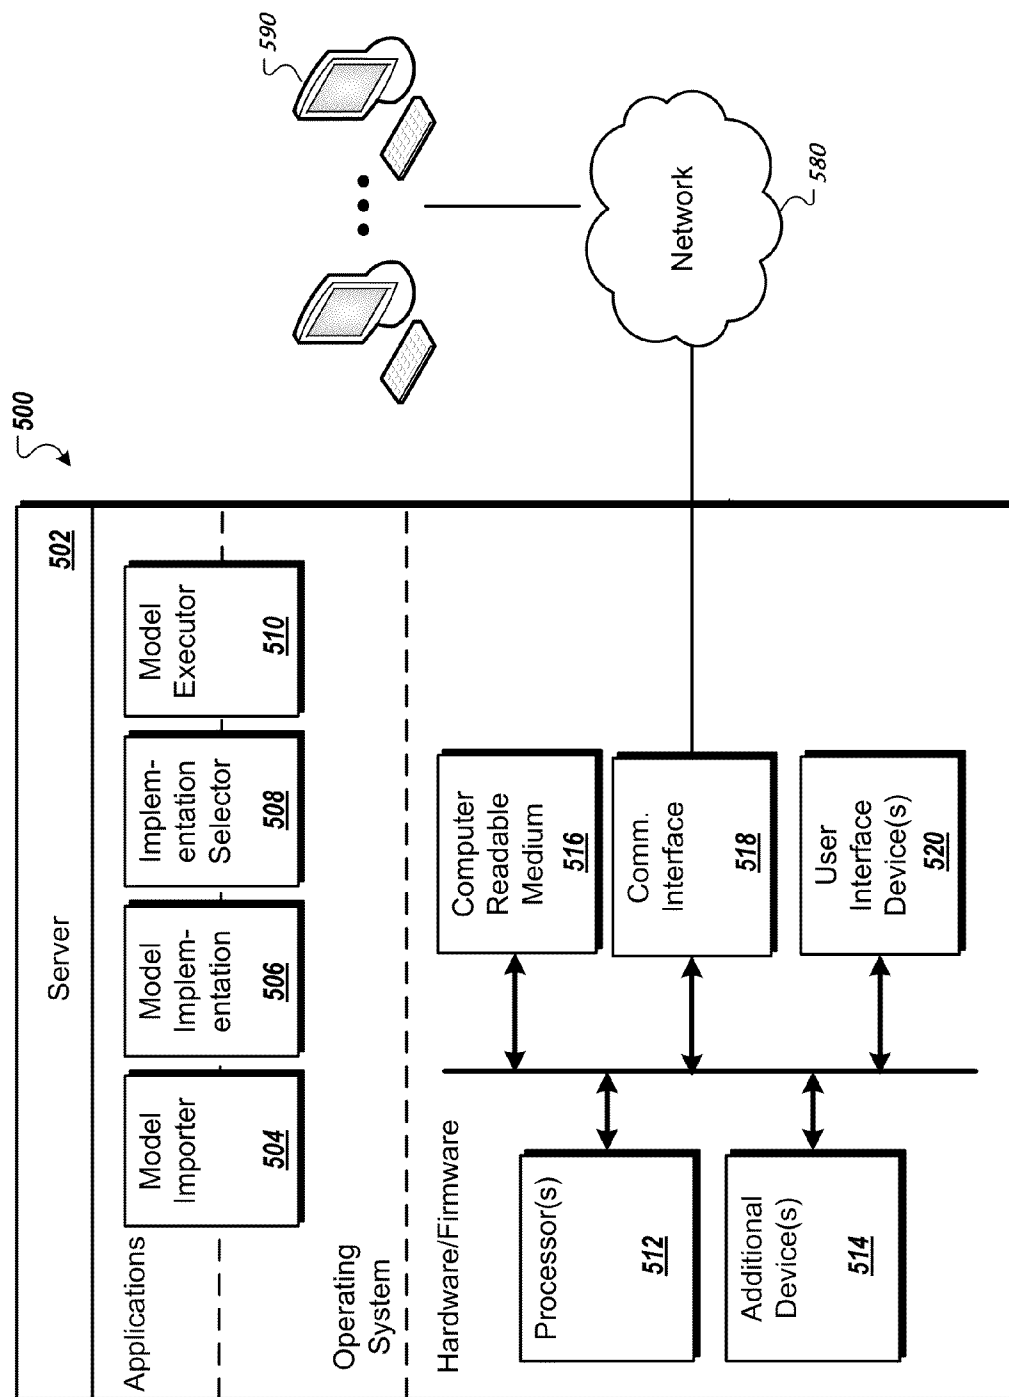 500
Server
502
Applications
Model
Importer
504
Model
Implem-
entation
506
Implem-
entation
Selector
508
Model
Executor
510
Operating
System
Hardware/Firmware
Processor(s)
512
Additional
Device(s)
514
Computer
Readable
Medium
516
Comm.
Interface
518
User
Interface
Device(s)
520
590
Network
580